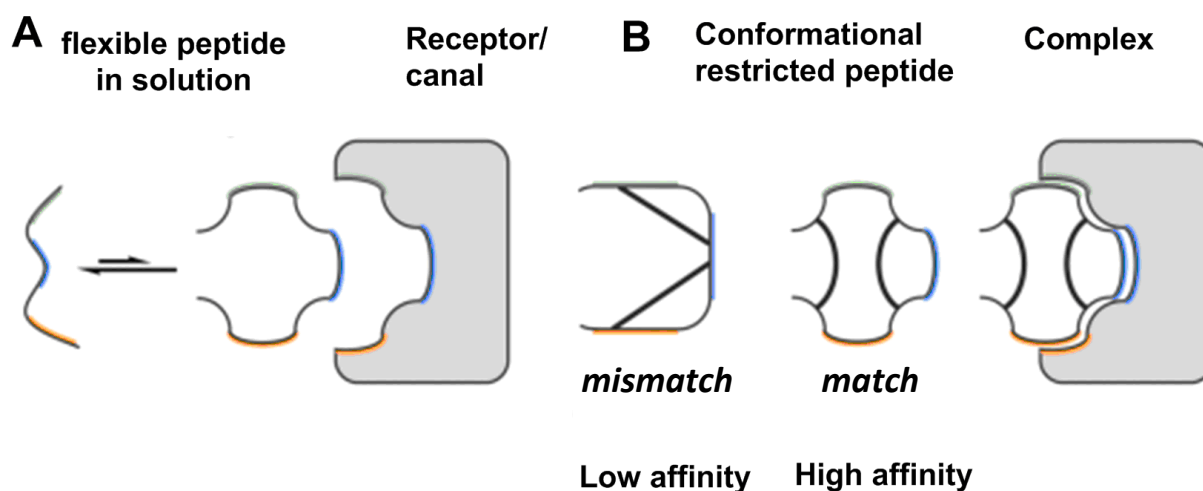 A
flexible peptide
in solution
Receptor/
canal
B
Conformational
restricted peptide
Complex
mismatch
match
Low affinity
High affinity